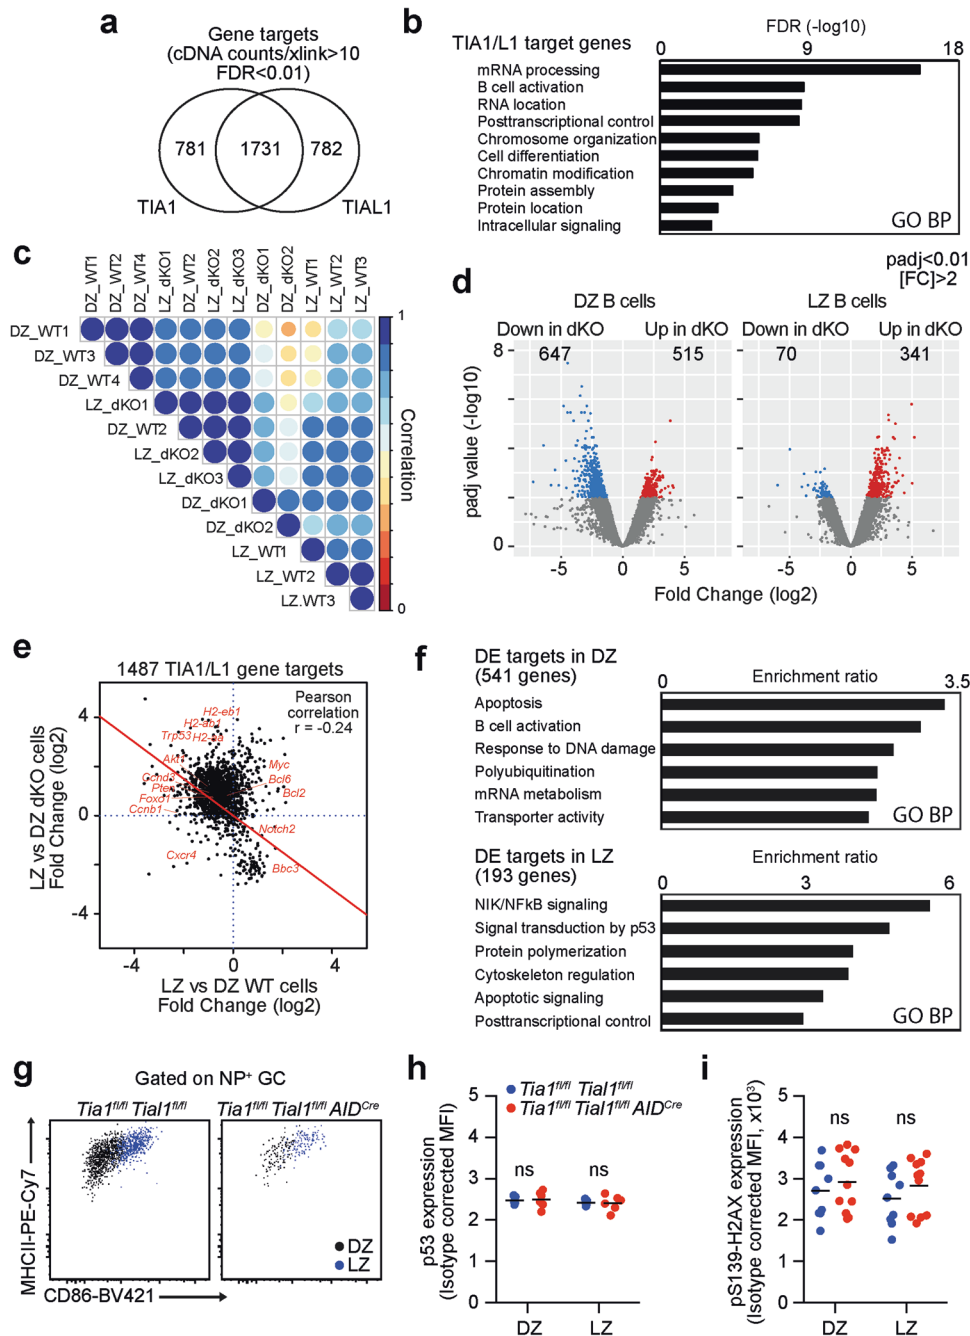 a
Gene targets
(cDNA counts/xlink>10
FDR<0.01)
781
1731
782
TIA1
TIAL1
b
FDR (-log10)
TIA1/L1 target genes
0
9
18
mRNA processing
B cell activation
RNA location
Posttranscriptional control
Chromosome organization
Cell differentiation
Chromatin modification
Protein assembly
Protein location
Intracellular signaling
GO BP
c
DZ_WT1
DZ_WT2
DZ_WT4
LZ_dKO1
DZ_WT2
LZ_dKO2
LZ_dKO3
DZ_dKO1
DZ_dKO2
LZ_WT1
LZ_WT2
LZ_WT3
DZ_WT1
DZ_WT3
DZ_WT4
LZ_dKO1
DZ_WT2
LZ_dKO2
LZ_dKO3
DZ_dKO1
DZ_dKO2
LZ_WT1
LZ_WT2
LZ.WT3
1
Correlation
0
d
padj<0.01
[FC]>2
DZ B cells
LZ B cells
Down in dKO
Up in dKO
Down in dKO
Up in dKO
647
515
70
341
8
4
0
padj value (-log10)
-5
0
5
-5
0
5
Fold Change (log2)
e
1487 TIA1/L1 gene targets
Pearson
correlation
r = -0.24
H2-eb1
H2-ab1
Trp53
H2-aa
Akt1
Myc
Ccnd3
Bcl6
Pten
Bcl2
Foxo1
Ccnb1
Notch2
Cxcr4
Bbc3
4
0
-4
LZ vs DZ dKO cells
Fold Change (log2)
-4
0
4
LZ vs DZ WT cells
Fold Change (log2)
f
DE targets in DZ
(541 genes)
Enrichment ratio
0
3.5
Apoptosis
B cell activation
Response to DNA damage
Polyubiquitination
mRNA metabolism
Transporter activity
GO BP
DE targets in LZ
(193 genes)
Enrichment ratio
0
3
6
NIK/NFkB signaling
Signal transduction by p53
Protein polymerization
Cytoskeleton regulation
Apoptotic signaling
Posttranscriptional control
GO BP
g
Gated on NP+ GC
Tia1fl/fl Tial1fl/fl
Tia1fl/fl Tial1fl/fl AIDCre
MHCII-PE-Cy7
DZ
LZ
CD86-BV421
h
Tia1fl/fl Tial1fl/fl
Tia1fl/fl Tial1fl/fl AIDCre
p53 expression
(Isotype corrected MFI)
5
4
3
2
1
0
ns
ns
DZ
LZ
i
pS139-H2AX expression
(Isotype corrected MFI, x10³)
5
4
3
2
1
0
ns
ns
DZ
LZ